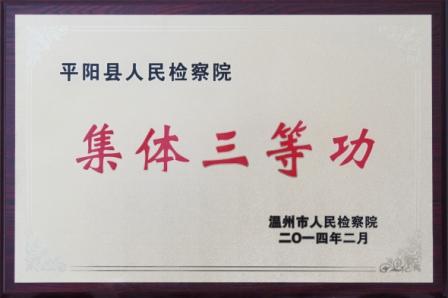 平阳县人民检察院
集体三等功
温州市人民检察院
二〇一四年二月